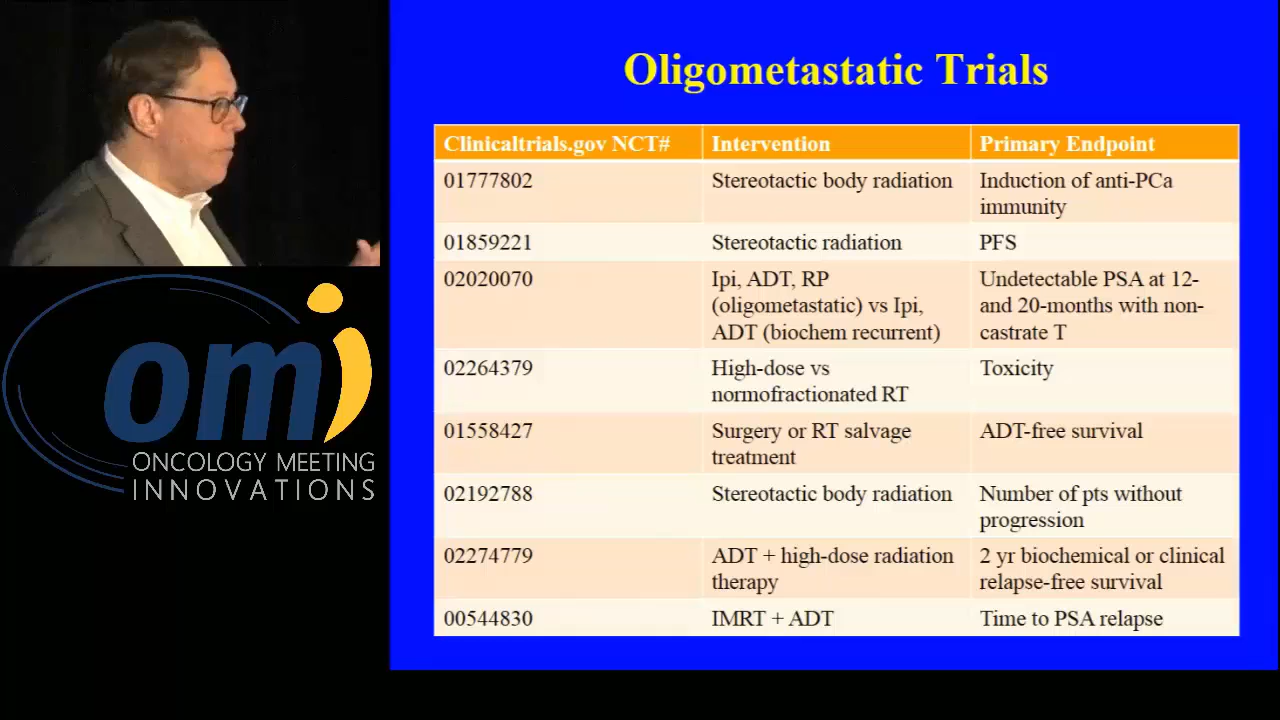 Oligometastatic Trials
Clinicaltrials.gov NCT# Intervention Primary Endpoint
01777802 Stereotactic body radiation Induction of anti-PCa
immunity
01859221 Stereotactic radiation PFS
02020070 Ipi, ADT, RP Undetectable PSA at 12-
(oligometastatic) vs Ipi, and 20-months with non-
ADT (biochem recurrent) castrate T
02264379 High-dose vs Toxicity
normofractionated RT
01558427 Surgery or RT salvage ADT-free survival
treatment
02192788 Stereotactic body radiation Number of pts without
progression
02274779 ADT + high-dose radiation 2 yr biochemical or clinical
therapy relapse-free survival
00544830 IMRT + ADT Time to PSA relapse
omi
ONCOLOGY MEETING
INNOVATIONS